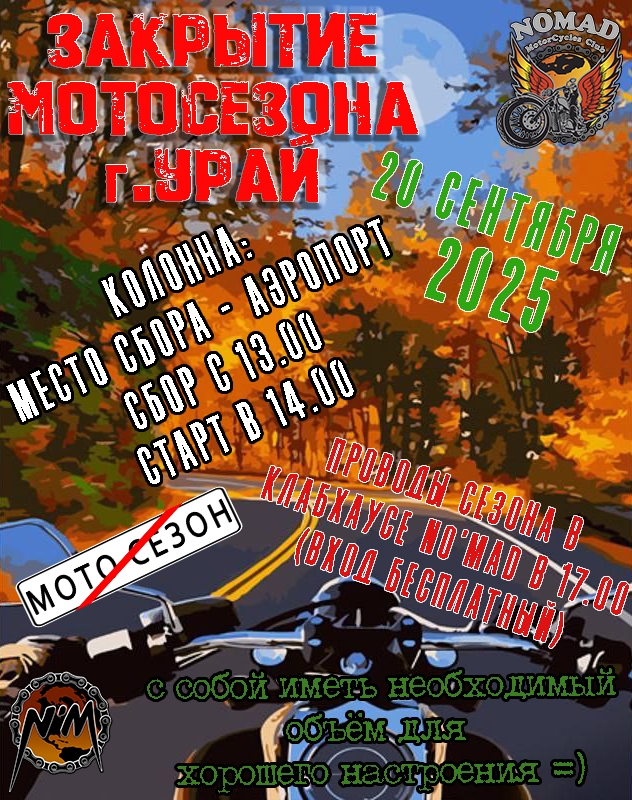 ЗАКРЫТИЕ
МОТОСЕЗОНА
г.УРАЙ
NOMAD
MotorCycles Club
20 СЕНТЯБРЯ
2025
КОЛОННА:
МЕСТО СБОРА - АЭРОПОРТ
СБОР С 13.00
СТАРТ В 14.00
ПРОВОДЫ СЕЗОНА В
КЛАБХАУСЕ NO'MAD В 17.00
(ВХОД БЕСПЛАТНЫЙ)
МОТО СЕЗОН
N'M
с собой иметь необходимый
объём для
хорошего настроения =)